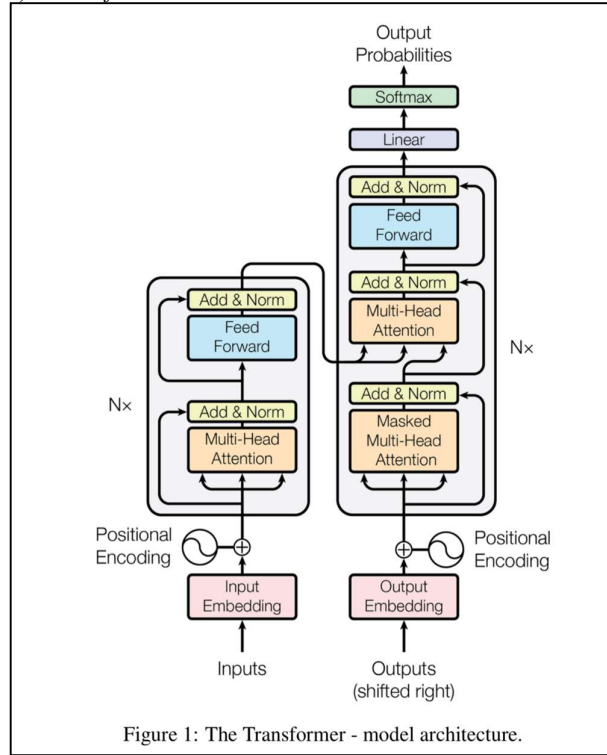 Output
Probabilities
Softmax
Linear
Add & Norm
Feed
Forward
Add & Norm
Multi-Head
Attention
Add & Norm
Masked
Multi-Head
Attention
Nx
Add & Norm
Feed
Forward
Add & Norm
Multi-Head
Attention
N×
Positional
Encoding
Positional
Encoding
Input
Embedding
Output
Embedding
Inputs
Outputs
(shifted right)
Figure 1: The Transformer - model architecture.